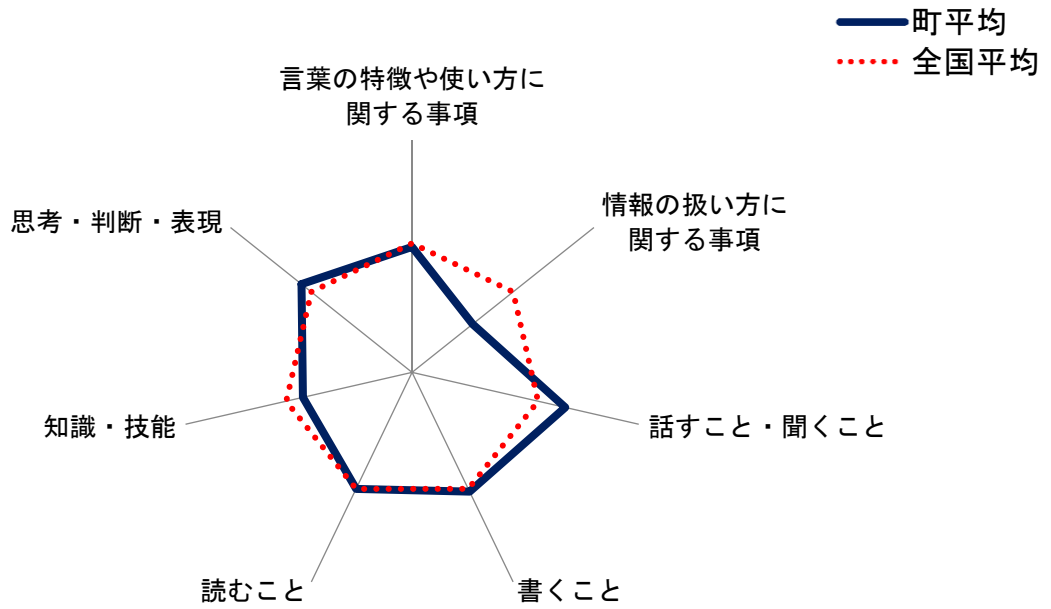 町平均
全国平均
言葉の特徴や使い方に
関する事項
情報の扱い方に
関する事項
話すこと・聞くこと
書くこと
読むこと
知識・技能
思考・判断・表現